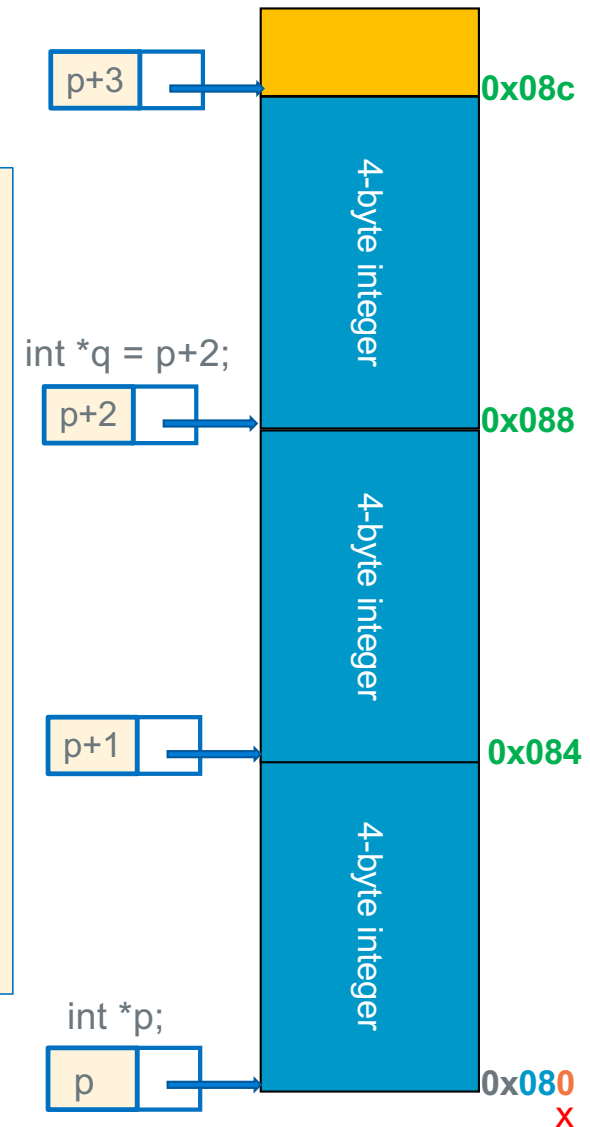 p+3
0x08c
4-byte integer
int *q = p+2;
p+2
0x088
4-byte integer
p+1
0x084
4-byte integer
int *p;
p
0x080
x